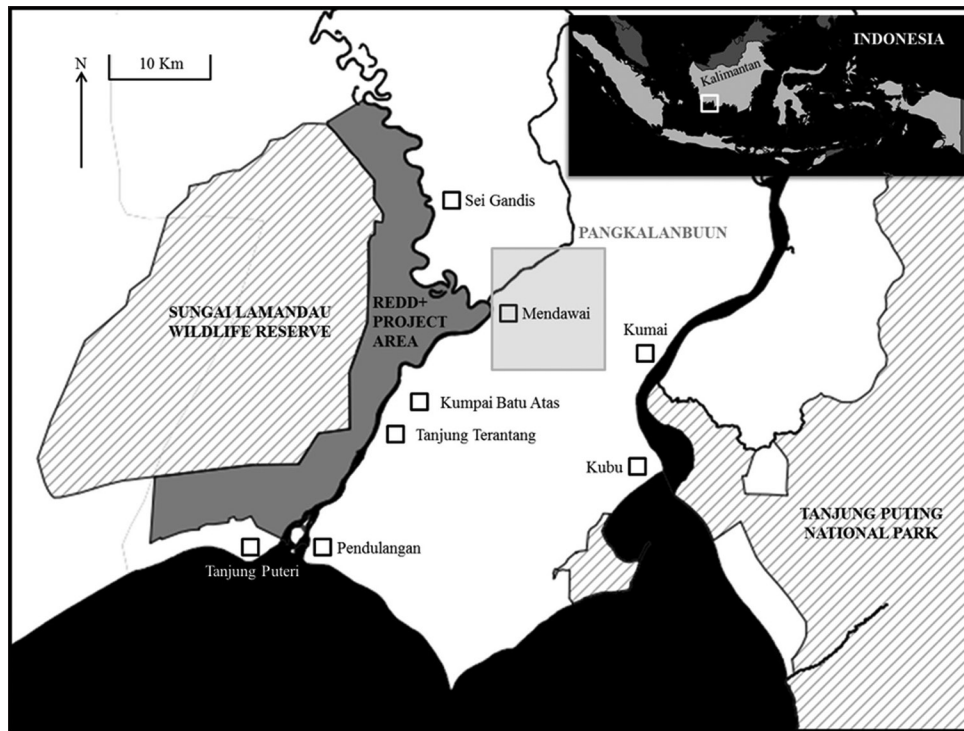 N
10 Km
INDONESIA
Kalimantan
Sei Gandis
PANGKALANBUUN
SUNGAI LAMANDAU
WILDLIFE RESERVE
REDD+
PROJECT
AREA
Mendawai
Kumai
Kumpai Batu Atas
Tanjung Terantang
Kubu
TANJUNG PUTING
NATIONAL PARK
Pendulangan
Tanjung Puteri